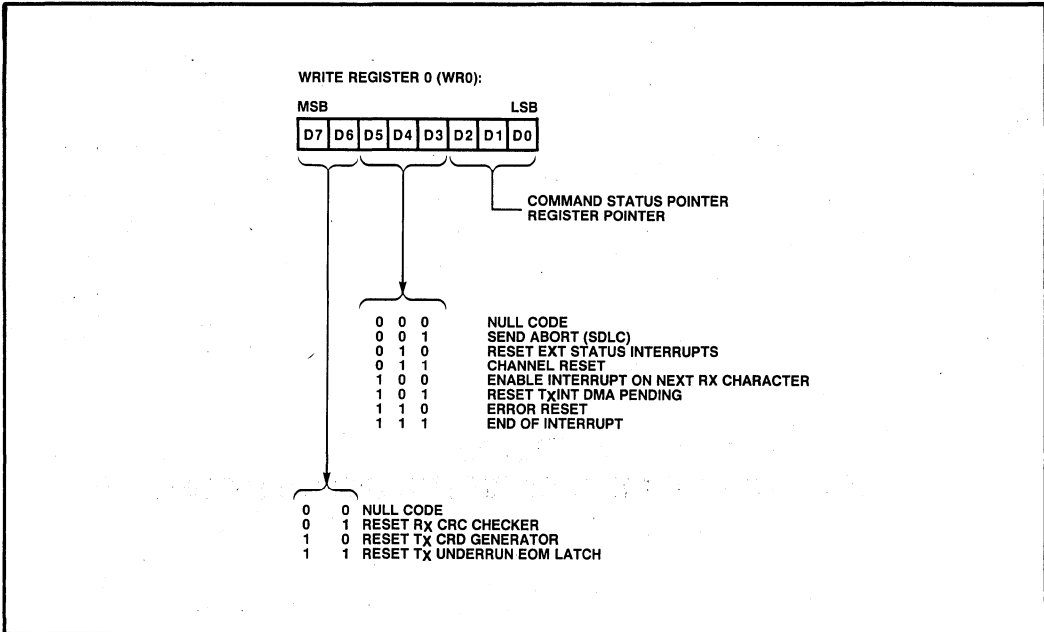 WRITE REGISTER 0 (WR0):
MSB LSB
D7 D6 D5 D4 D3 D2 D1 D0
COMMAND STATUS POINTER
REGISTER POINTER
0 0 0 NULL CODE
0 0 1 SEND ABORT (SDLC)
0 1 0 RESET EXT STATUS INTERRUPTS
0 1 1 CHANNEL RESET
1 0 0 ENABLE INTERRUPT ON NEXT RX CHARACTER
1 0 1 RESET TXINT DMA PENDING
1 1 0 ERROR RESET
1 1 1 END OF INTERRUPT
0 0 NULL CODE
0 1 RESET RX CRC CHECKER
1 0 RESET TX CRD GENERATOR
1 1 RESET TX UNDERRUN EOM LATCH